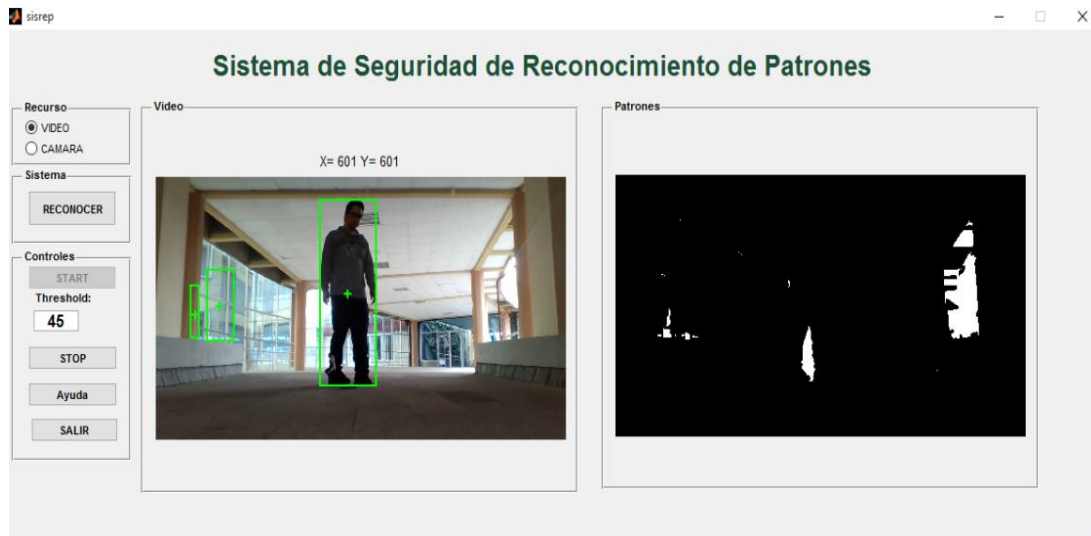 sisrep
Sistema de Seguridad de Reconocimiento de Patrones
Recurso
VIDEO
CAMARA
Sistema
RECONOCER
Controles
START
Threshold:
45
STOP
Ayuda
SALIR
Video
X= 601 Y= 601
Patrones